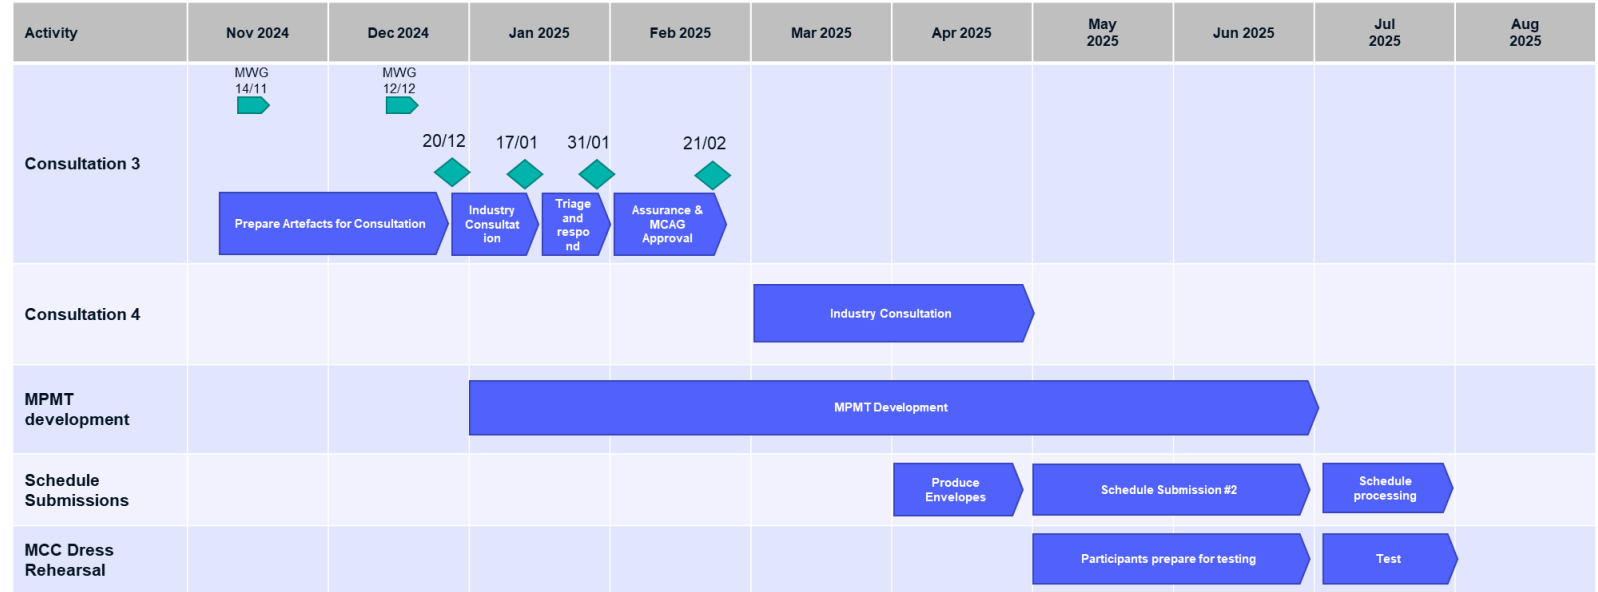 Activity
Nov 2024
Dec 2024
Jan 2025
Feb 2025
Mar 2025
Apr 2025
May
2025
Jun 2025
Jul
2025
Aug
2025
Consultation 3
MWG
14/11
MWG
12/12
20/12
17/01
31/01
21/02
Prepare Artefacts for Consultation
Industry
Consultat
ion
Triage
and
respo
nd
Assurance &
MCAG
Approval
Consultation 4
Industry Consultation
MPMT
development
MPMT Development
Schedule
Submissions
Produce
Envelopes
Schedule Submission #2
Schedule
processing
MCC Dress
Rehearsal
Participants prepare for testing
Test